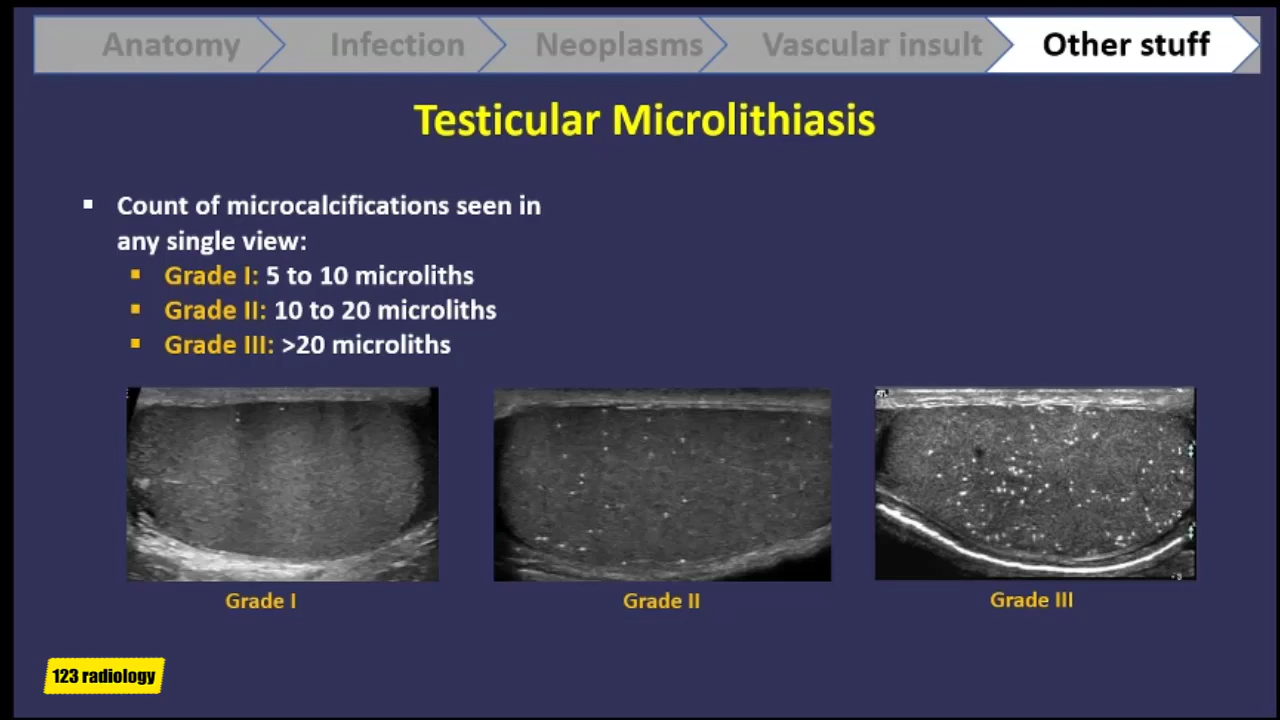 Anatomy
Infection
Neoplasms
Vascular insult
Other stuff
Testicular Microlithiasis
Count of microcalcifications seen in
any single view:
Grade I: 5 to 10 microliths
Grade II: 10 to 20 microliths
Grade III: >20 microliths
Grade I
Grade II
Grade III
123 radiology